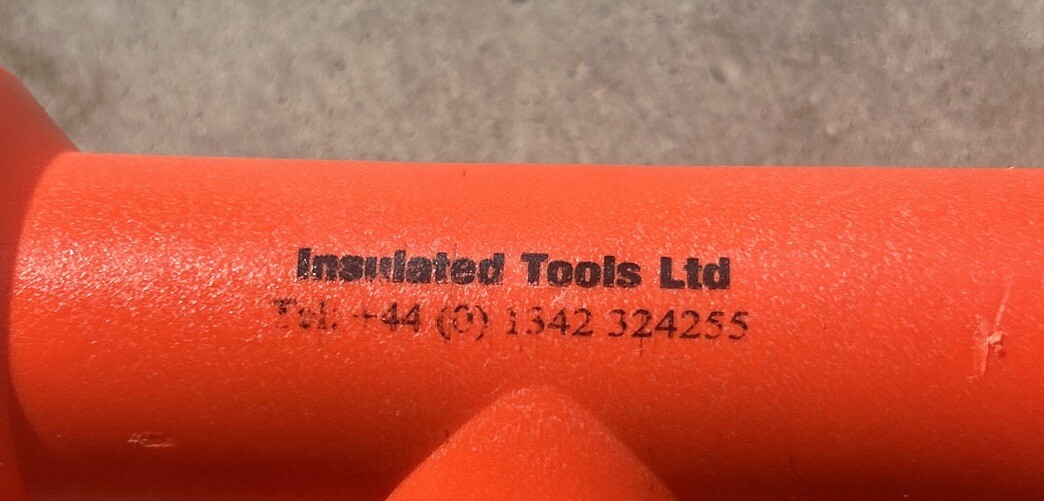 Insulated Tools Ltd
Tel: +44 (0) 1342 324255